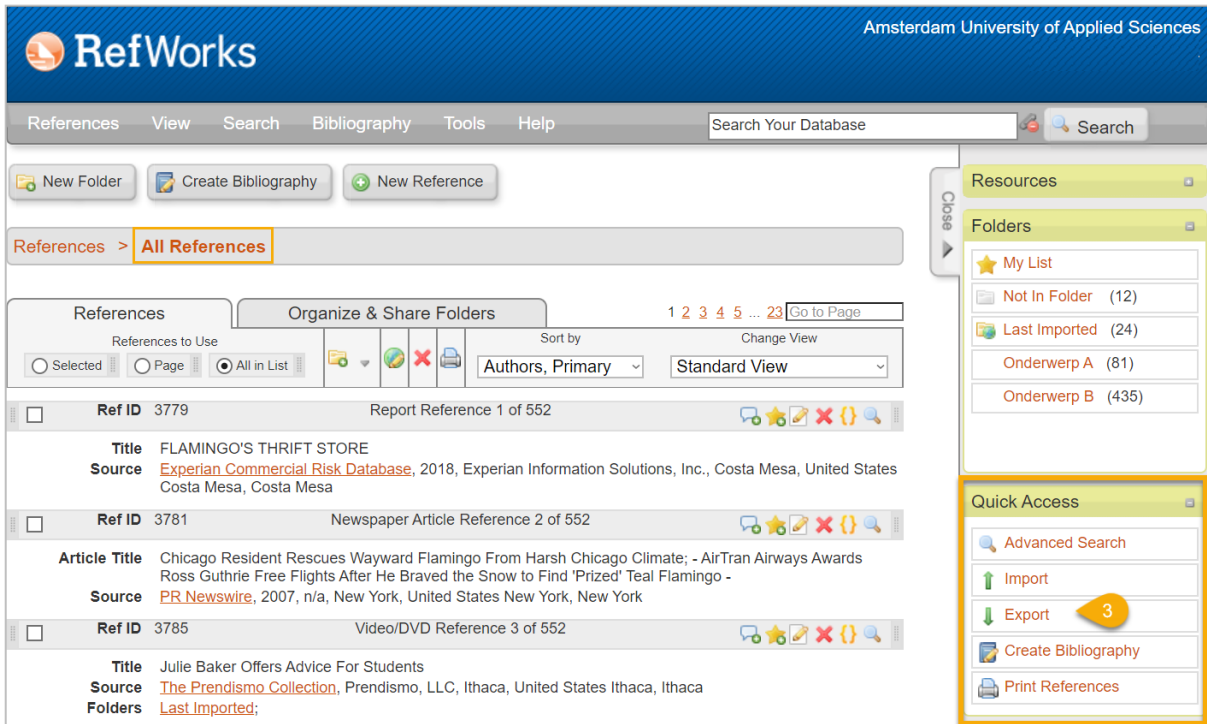 Amsterdam University of Applied Sciences
RefWorks
References View Search Bibliography Tools Help Search Your Database Search
New Folder Create Bibliography New Reference
References > All References
References Organize & Share Folders 1 2 3 4 5 ... 23 Go to Page
References to Use Sort by Change View
Selected Page All in List Authors, Primary Standard View
Ref ID 3779 Report Reference 1 of 552
Title FLAMINGO'S THRIFT STORE
Source Experian Commercial Risk Database, 2018, Experian Information Solutions, Inc., Costa Mesa, United States
Costa Mesa, Costa Mesa
Ref ID 3781 Newspaper Article Reference 2 of 552
Article Title Chicago Resident Rescues Wayward Flamingo From Harsh Chicago Climate; - AirTran Airways Awards
Ross Guthrie Free Flights After He Braved the Snow to Find 'Prized' Teal Flamingo -
Source PR Newswire, 2007, n/a, New York, United States New York, New York
Ref ID 3785 Video/DVD Reference 3 of 552
Title Julie Baker Offers Advice For Students
Source The Prendismo Collection, Prendismo, LLC, Ithaca, United States Ithaca, Ithaca
Folders Last Imported;
Close
Resources
Folders
My List
Not In Folder (12)
Last Imported (24)
Onderwerp A (81)
Onderwerp B (435)
Quick Access
Advanced Search
Import
Export 3
Create Bibliography
Print References